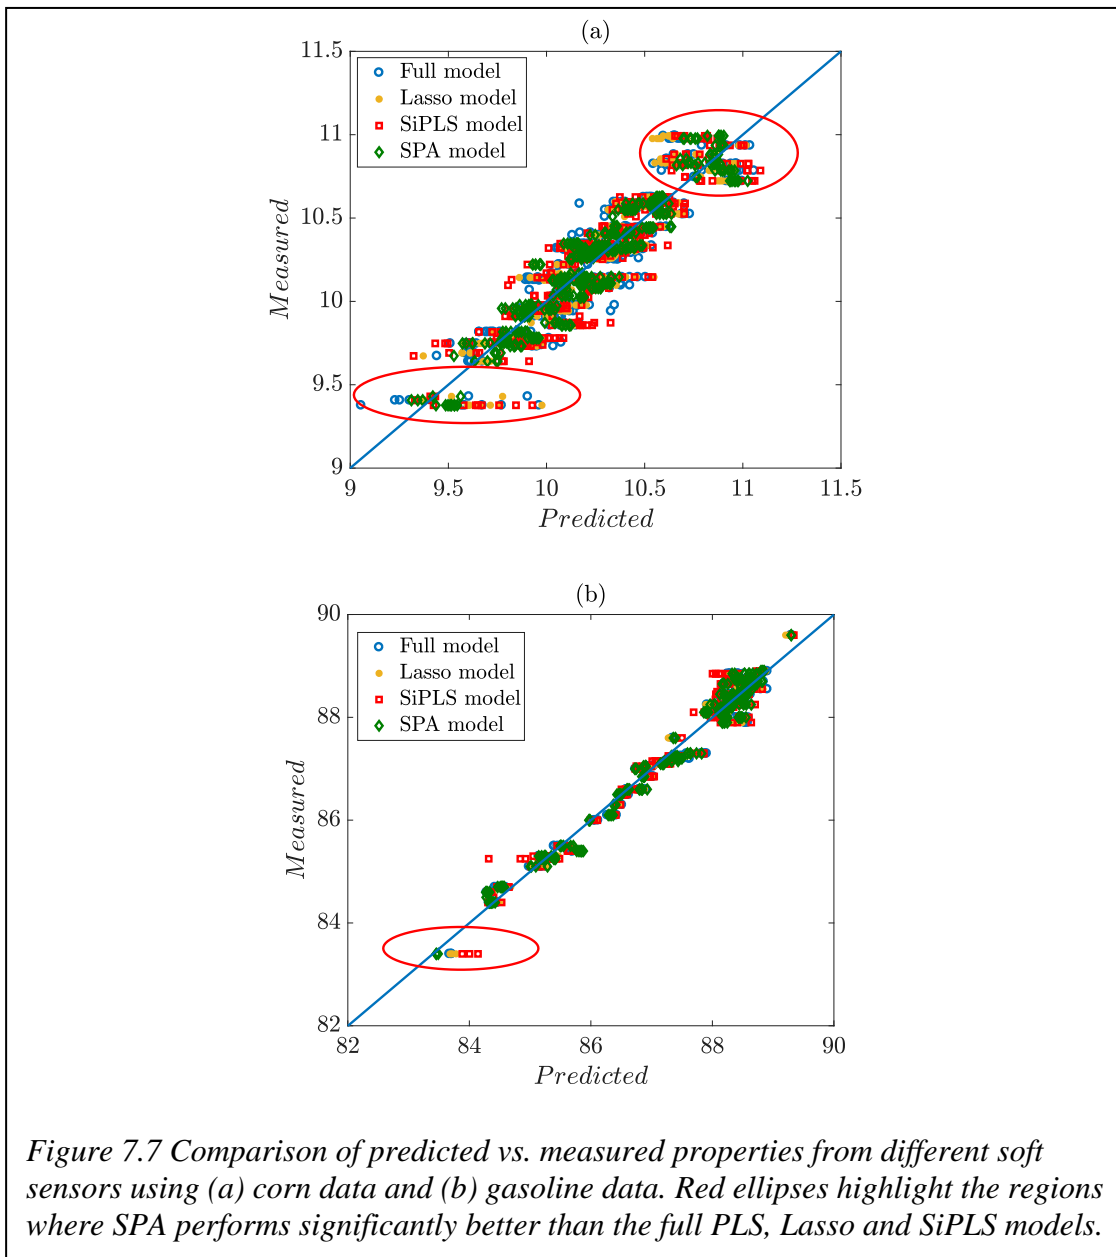 (a)
11.5
11
10.5
10
9.5
9
Measured
Full model
Lasso model
SiPLS model
SPA model
9 9.5 10 10.5 11 11.5
Predicted
(b)
90
88
86
84
82
Measured
Full model
Lasso model
SiPLS model
SPA model
82 84 86 88 90
Predicted
Figure 7.7 Comparison of predicted vs. measured properties from different soft
sensors using (a) corn data and (b) gasoline data. Red ellipses highlight the regions
where SPA performs significantly better than the full PLS, Lasso and SiPLS models.